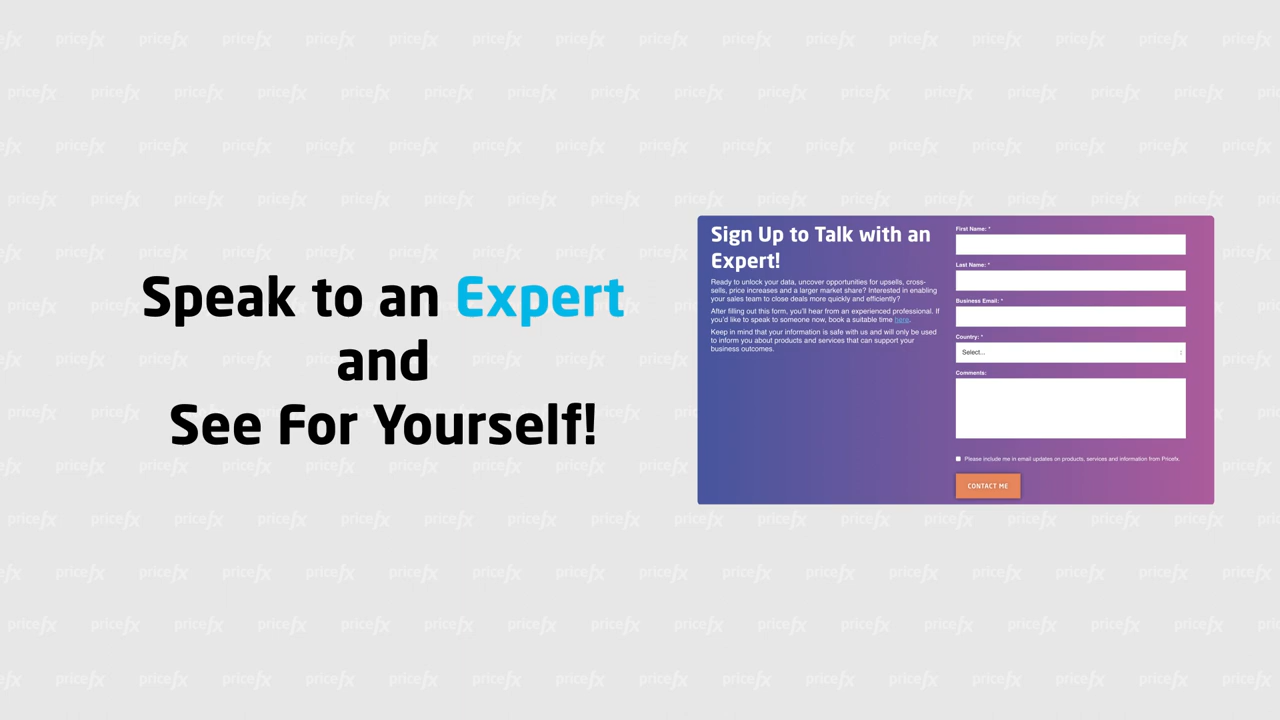 Speak to an Expert
and
See For Yourself!
Sign Up to Talk with an
Expert!
Ready to unlock your data, uncover opportunities for upsells, cross-
sells, price increases and a larger market share? Interested in enabling
your sales team to close deals more quickly and efficiently?
After filling out this form, you'll hear from an experienced professional. If
you'd like to speak to someone now, book a suitable time here.
Keep in mind that your information is safe with us and will only be used
to inform you about products and services that can support your
business outcomes.
First Name: *
Last Name: *
Business Email: *
Country: *
Select...
Comments:
Please include me in email updates on products, services and information from Pricefx.
CONTACT ME
pricefx